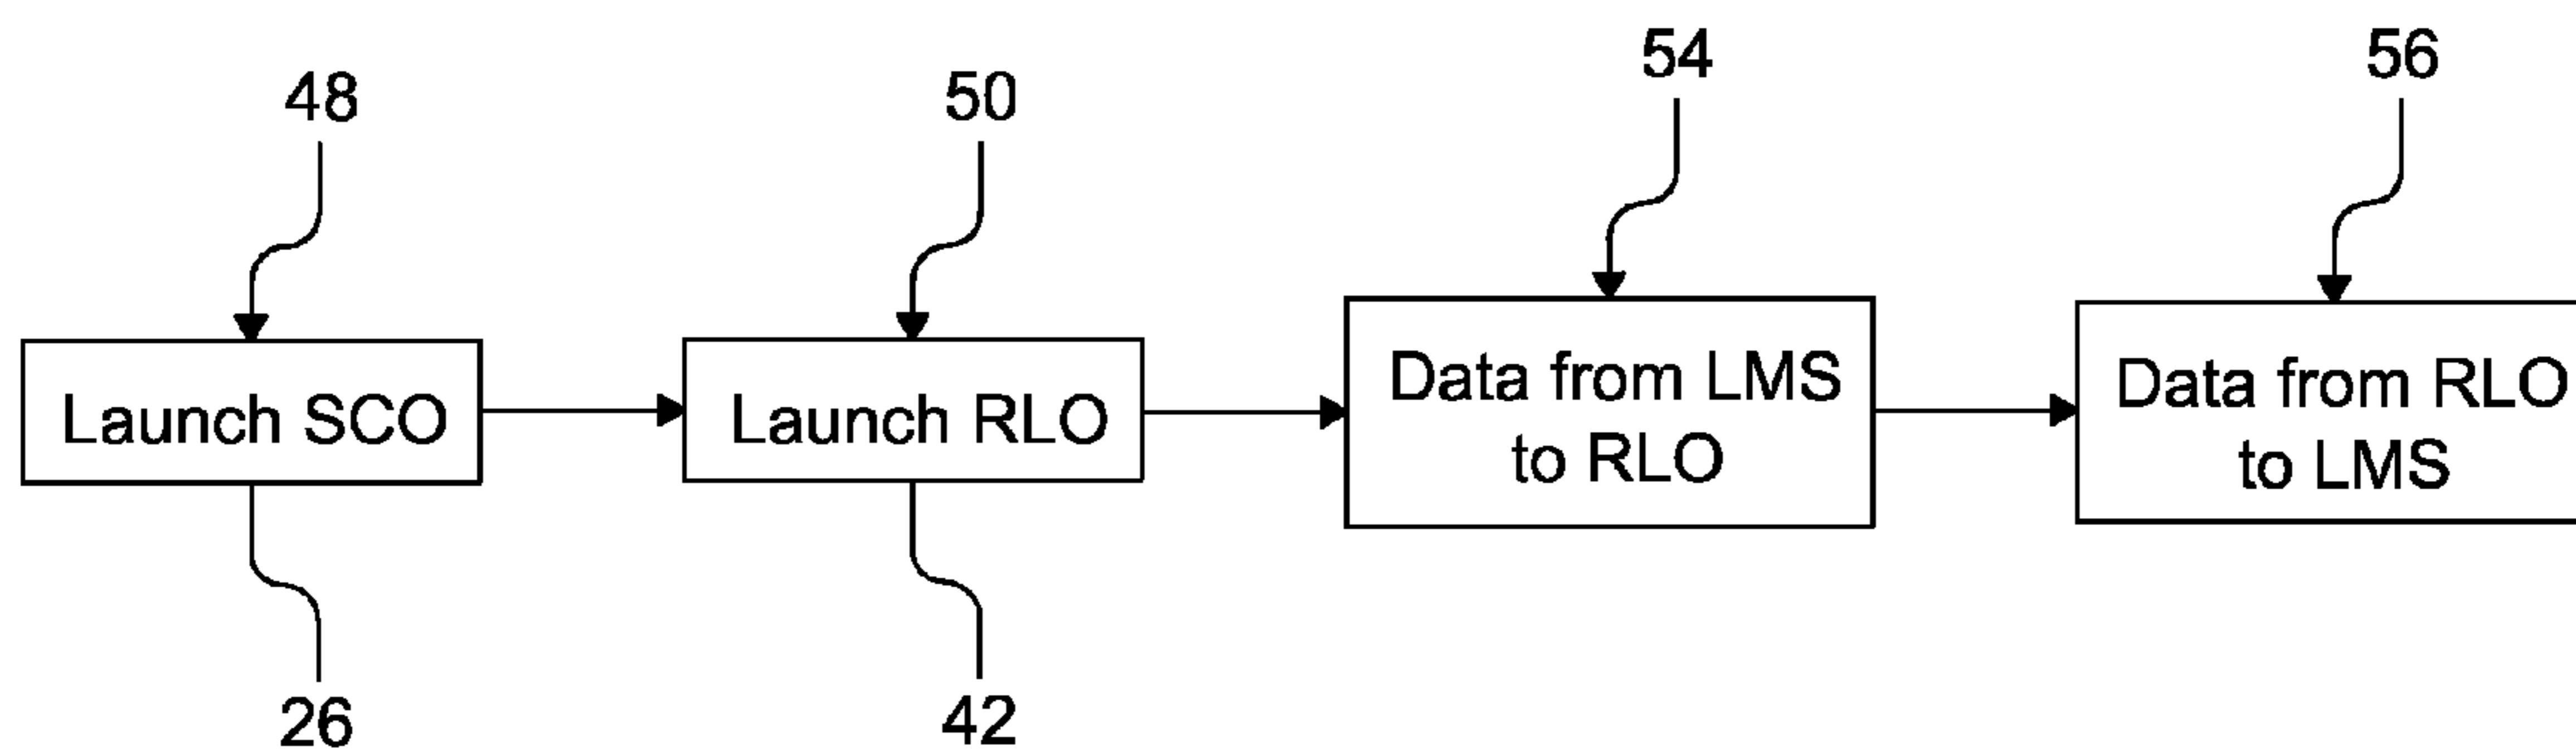 48
50
54
56
Launch SCO
Launch RLO
Data from LMS
to RLO
Data from RLO
to LMS
26
42